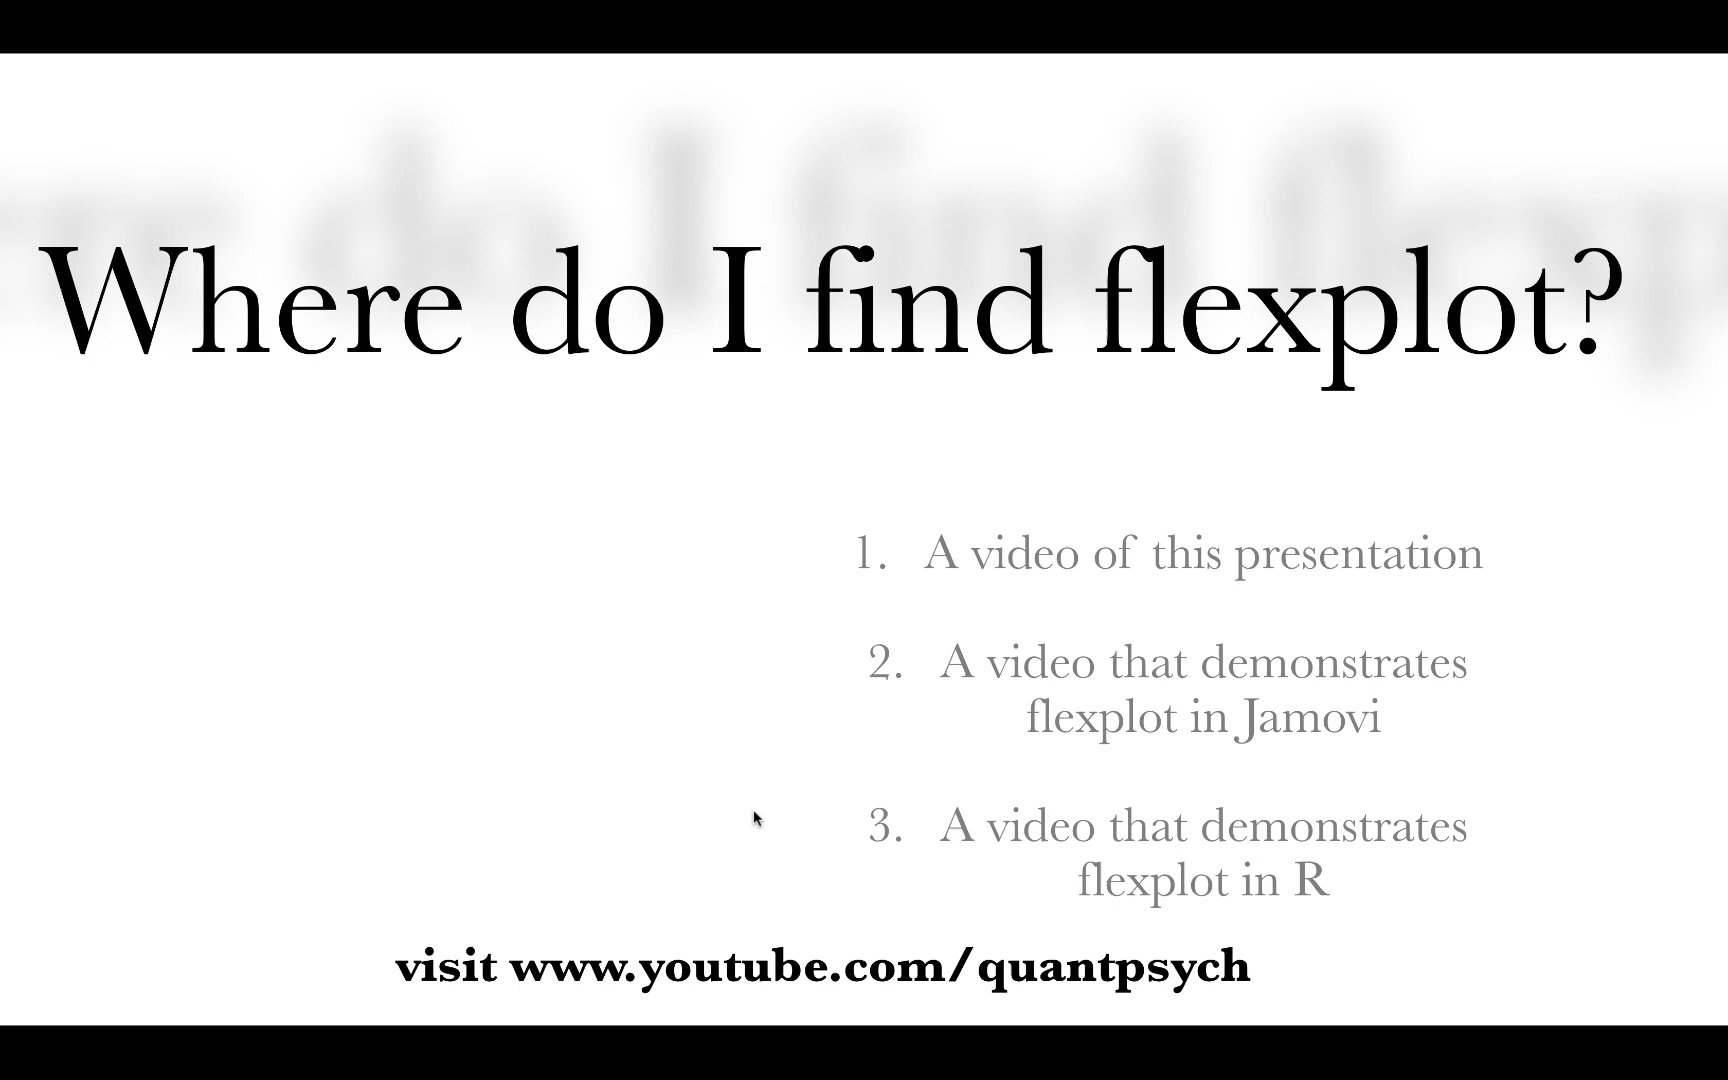 Where do I find flexplot?
1. A video of this presentation
2. A video that demonstrates
flexplot in Jamovi
3. A video that demonstrates
flexplot in R
visit www.youtube.com/quantpsych